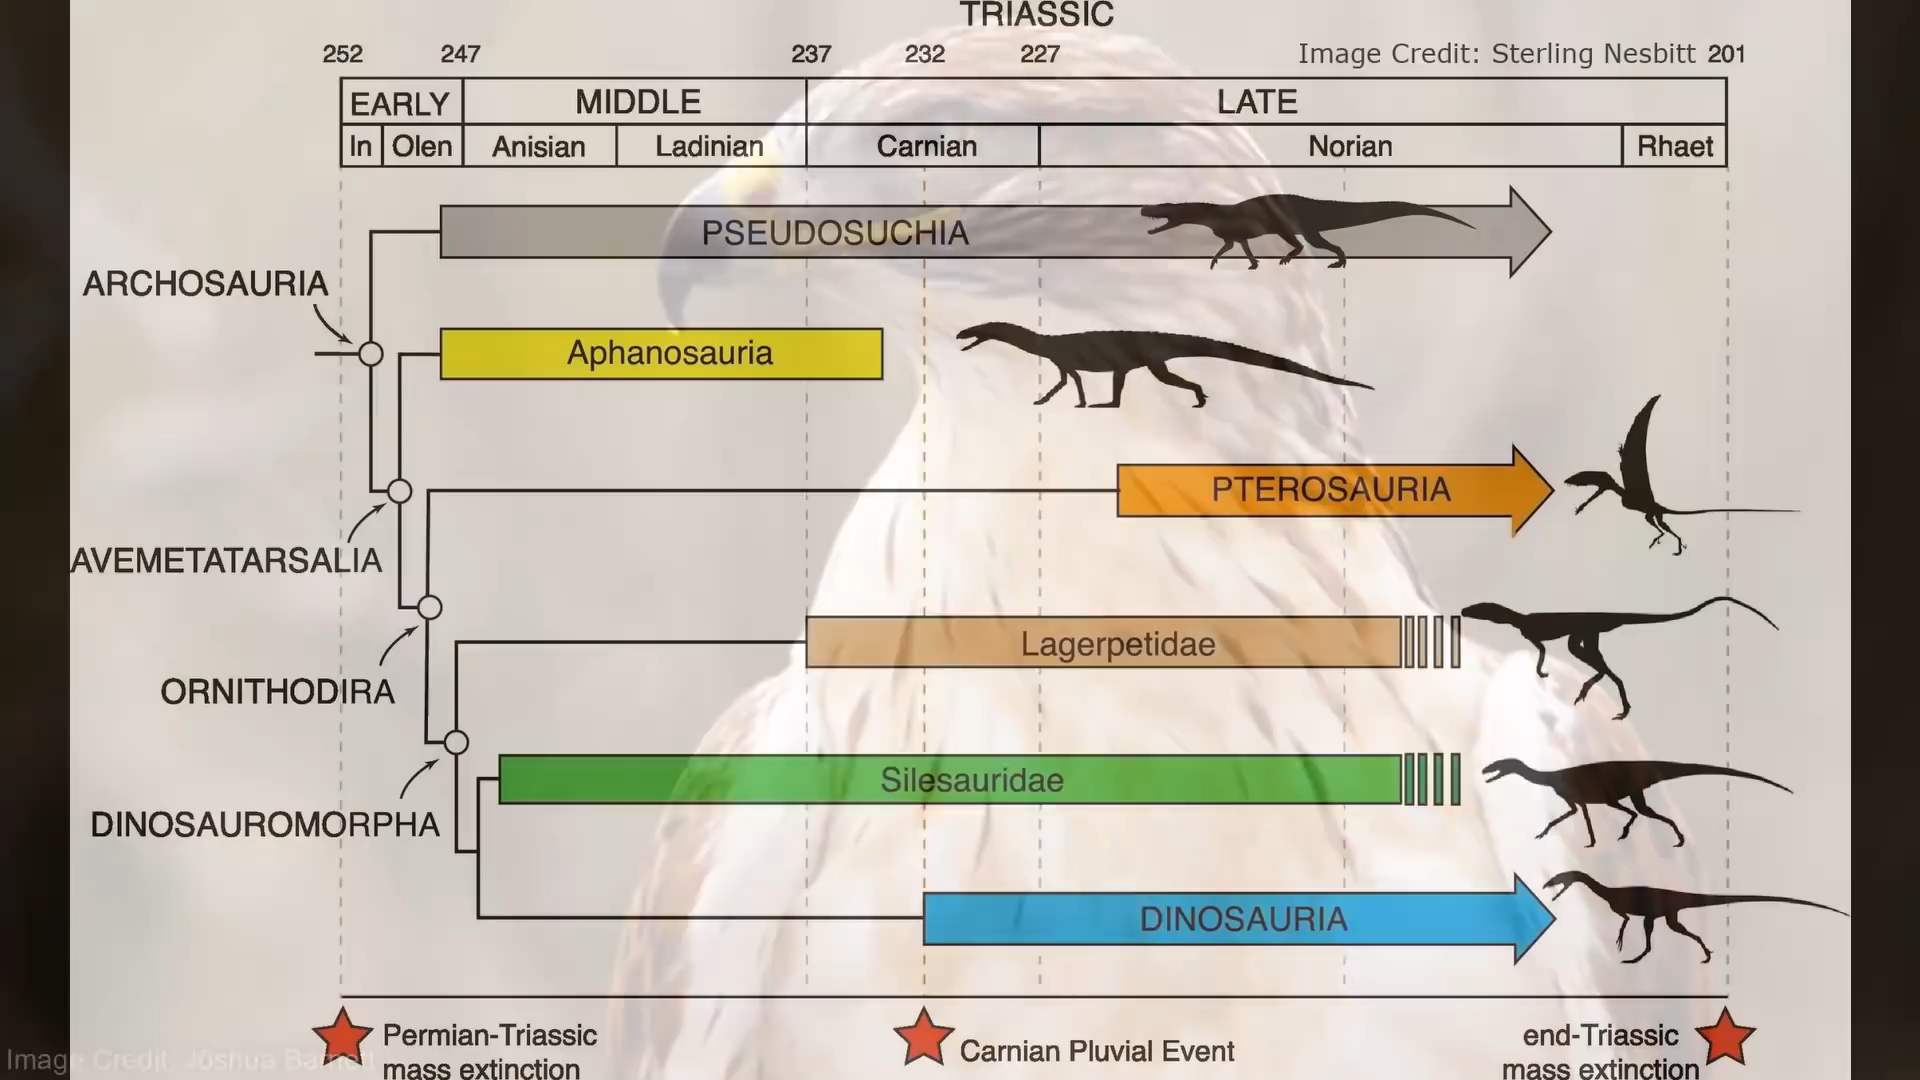 TRIASSIC
252 247 237 232 227 Image Credit: Sterling Nesbitt 201
EARLY MIDDLE LATE
In Olen Anisian Ladinian Carnian Norian Rhaet
PSEUDOSUCHIA
ARCHOSAURIA
Aphanosauria
PTEROSAURIA
AVEMETATARSALIA
Lagerpetidae
ORNITHODIRA
Silesauridae
DINOSAUROMORPHA
DINOSAURIA
Permian-Triassic
mass extinction
Carnian Pluvial Event
end-Triassic
mass extinction
Image Credit: Joshua